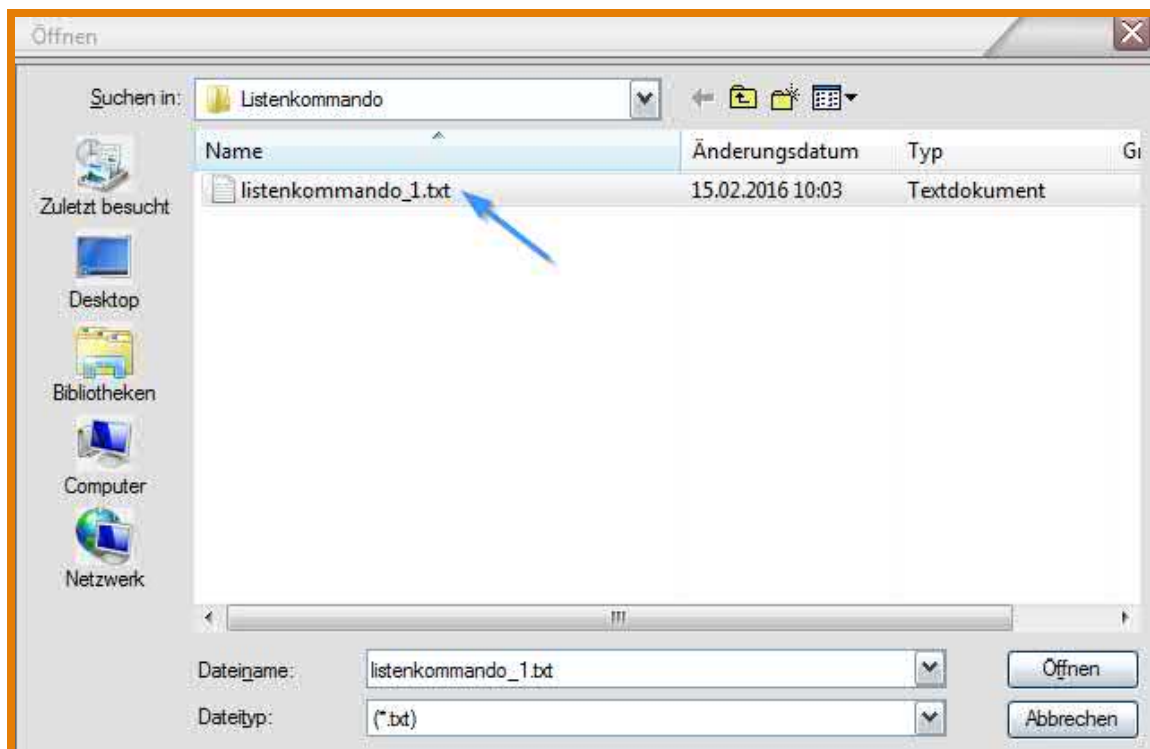 Öffnen
Suchen in: Listenkommando
Name Änderungsdatum Typ
listenkommando_1.txt 15.02.2016 10:03 Textdokument
Zuletzt besucht
Desktop
Bibliotheken
Computer
Netzwerk
Dateiname: listenkommando_1.txt Öffnen
Dateityp: (*.txt) Abbrechen